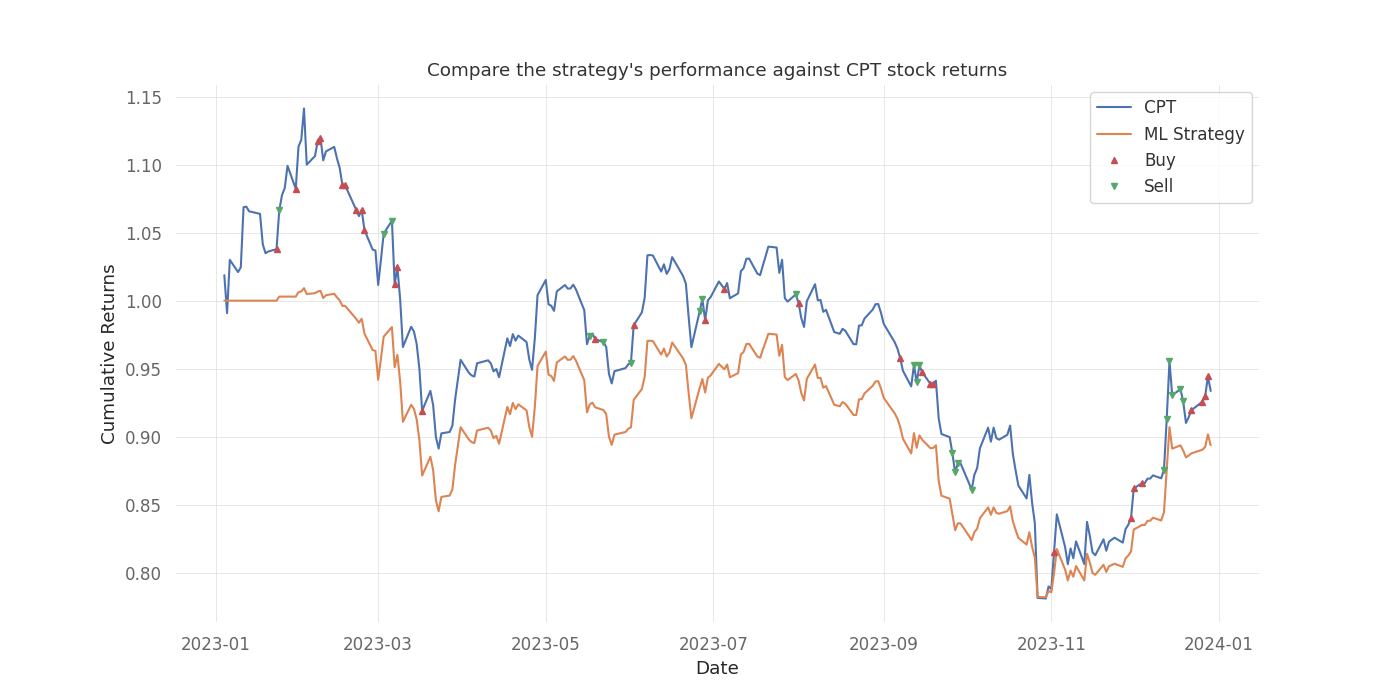 Compare the strategy's performance against CPT stock returns
1.15
1.10
1.05
1.00
0.95
0.90
0.85
0.80
Cumulative Returns
CPT
ML Strategy
Buy
Sell
2023-01
2023-03
2023-05
2023-07
2023-09
2023-11
2024-01
Date